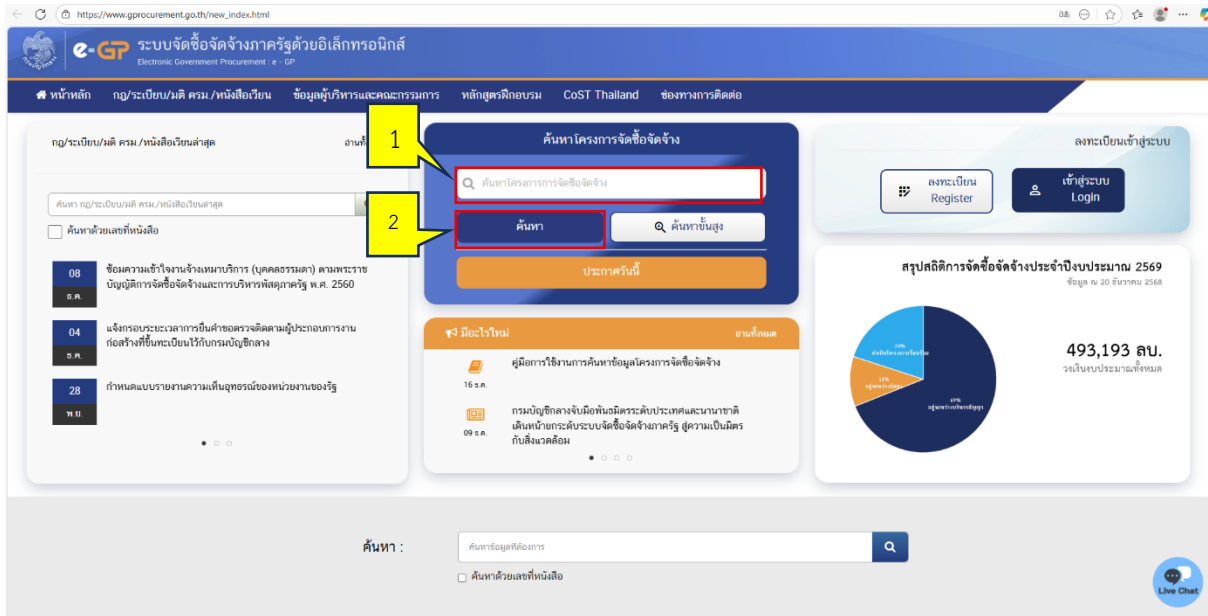 https://www.gprocurement.go.th/new_index.html
e-GP ระบบจัดซื้อจัดจ้างภาครัฐด้วยอิเล็กทรอนิกส์
Electronic Government Procurement : e - GP
หน้าหลัก กฎ/ระเบียบ/มติ ครม./หนังสือเวียน ข้อมูลผู้บริหารและคณะกรรมการ หลักสูตรฝึกอบรม CoST Thailand ช่องทางการติดต่อ
กฎ/ระเบียบ/มติ ครม./หนังสือเวียนล่าสุด
ค้นหา กฎ/ระเบียบ/มติ ครม./หนังสือเวียนล่าสุด
ค้นหาด้วยเลขที่หนังสือ
08 ธ.ค.
ซ้อมความเข้าใจงานจ้างเหมาบริการ (บุคคลธรรมดา) ตามพระราช
บัญญัติการจัดซื้อจัดจ้างและการบริหารพัสดุภาครัฐ พ.ศ. 2560
04 ธ.ค.
แจ้งกรอบระยะเวลาการยื่นคำขอตรวจติดตามผู้ประกอบการงาน
ก่อสร้างที่ขึ้นทะเบียนไว้กับกรมบัญชีกลาง
28 พ.ย.
กำหนดแบบรายงานความเห็นอุทธรณ์ของหน่วยงานของรัฐ
1
2
ค้นหาโครงการจัดซื้อจัดจ้าง
ค้นหาโครงการการจัดซื้อจัดจ้าง
ค้นหา ค้นหาขั้นสูง
ประกาศวันนี้
มีอะไรใหม่ อ่านทั้งหมด
16 ธ.ค.
คู่มือการใช้งานการค้นหาข้อมูลโครงการจัดซื้อจัดจ้าง
09 ธ.ค.
กรมบัญชีกลางจับมือพันธมิตรระดับประเทศและนานาชาติ
เดินหน้ายกระดับระบบจัดซื้อจัดจ้างภาครัฐ สู่ความเป็นมิตร
กับสิ่งแวดล้อม
ลงทะเบียนเข้าสู่ระบบ
ลงทะเบียน
Register
เข้าสู่ระบบ
Login
สรุปสถิติการจัดซื้อจัดจ้างประจำปีงบประมาณ 2569
ข้อมูล ณ 20 ธันวาคม 2568
493,193 ลบ.
วงเงินงบประมาณทั้งหมด
ค้นหา :
ค้นหาข้อมูลที่ต้องการ
ค้นหาด้วยเลขที่หนังสือ
Live Chat